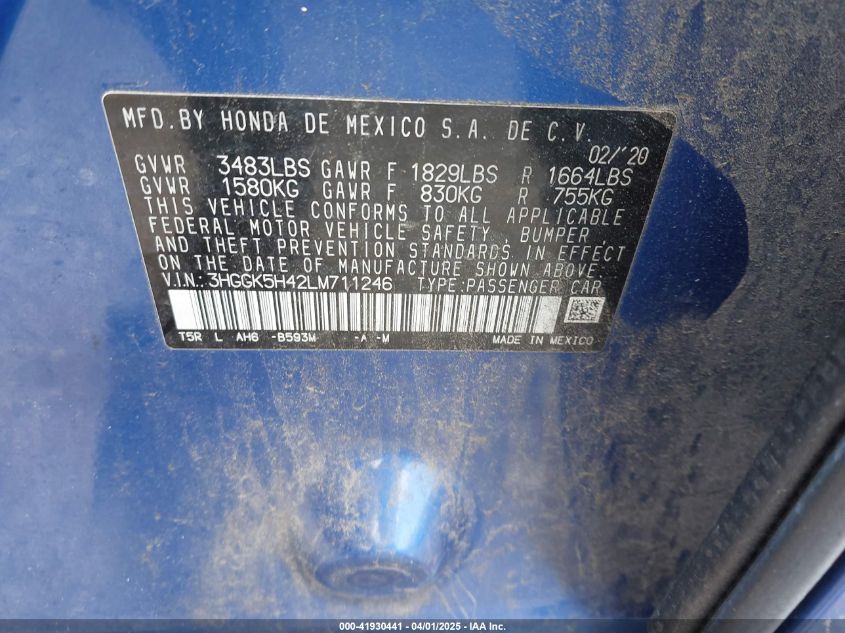 MFD. BY HONDA DE MEXICO S.A. DE C.V.
02/'20
GVWR 3483LBS GAWR F 1829LBS R 1664LBS
GVWR 1580KG GAWR F 830KG R 755KG
THIS VEHICLE CONFORMS TO ALL APPLICABLE
FEDERAL MOTOR VEHICLE SAFETY, BUMPER,
AND THEFT PREVENTION STANDARDS IN EFFECT
ON THE DATE OF MANUFACTURE SHOWN ABOVE.
V.IN.: 3HGGK5H42LM711246 TYPE:PASSENGER CAR
T5R L AH6 -B593M -A -M MADE IN MEXICO
000-41930441 - 04/01/2025 - IAA Inc.